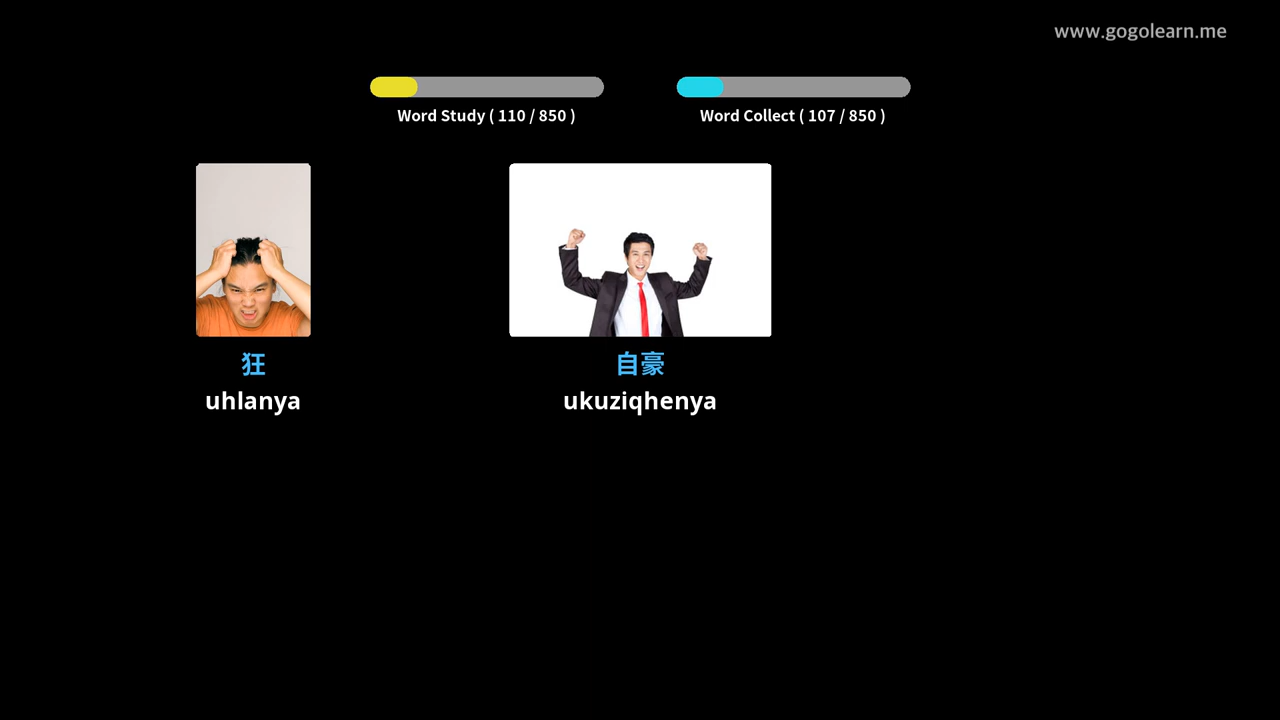 www.gogolearn.me
Word Study ( 110 / 850 )
Word Collect ( 107 / 850 )
狂
uhlanya
自豪
ukuziqhenya